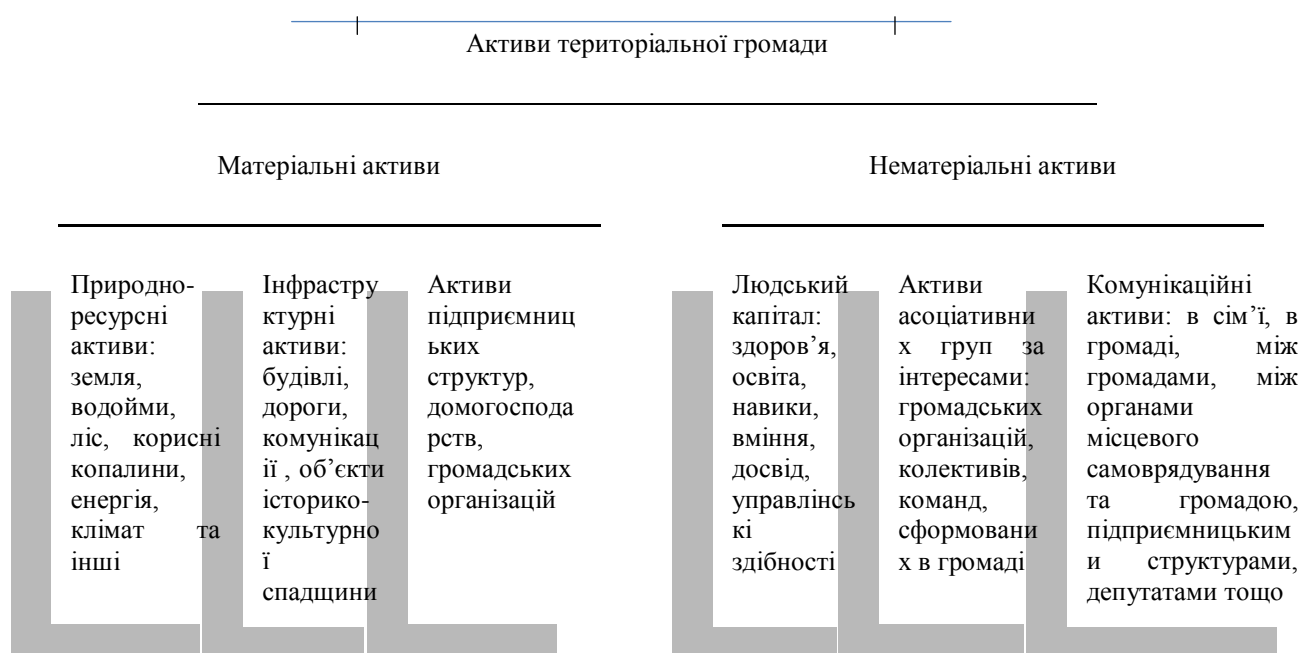 Активи територіальної громади
Матеріальні активи
Нематеріальні активи
Природно-
ресурсні
активи:
земля,
водойми,
ліс, корисні
копалини,
енергія,
клімат та
інші
Інфрастру
ктурні
активи:
будівлі,
дороги,
комунікац
ії , об’єкти
історико-
культурно
ї
спадщини
Активи
підприємниц
ьких
структур,
домогоспода
рств,
громадських
організацій
Людський
капітал:
здоров’я,
освіта,
навики,
вміння,
досвід,
управлінсь
кі
здібності
Активи
асоціативни
х груп за
інтересами:
громадських
організацій,
колективів,
команд,
сформовани
х в громаді
Комунікаційні
активи: в сім’ї, в
громаді, між
громадами, між
органами
місцевого
самоврядування
та громадою,
підприємницьким
и структурами,
депутатами тощо